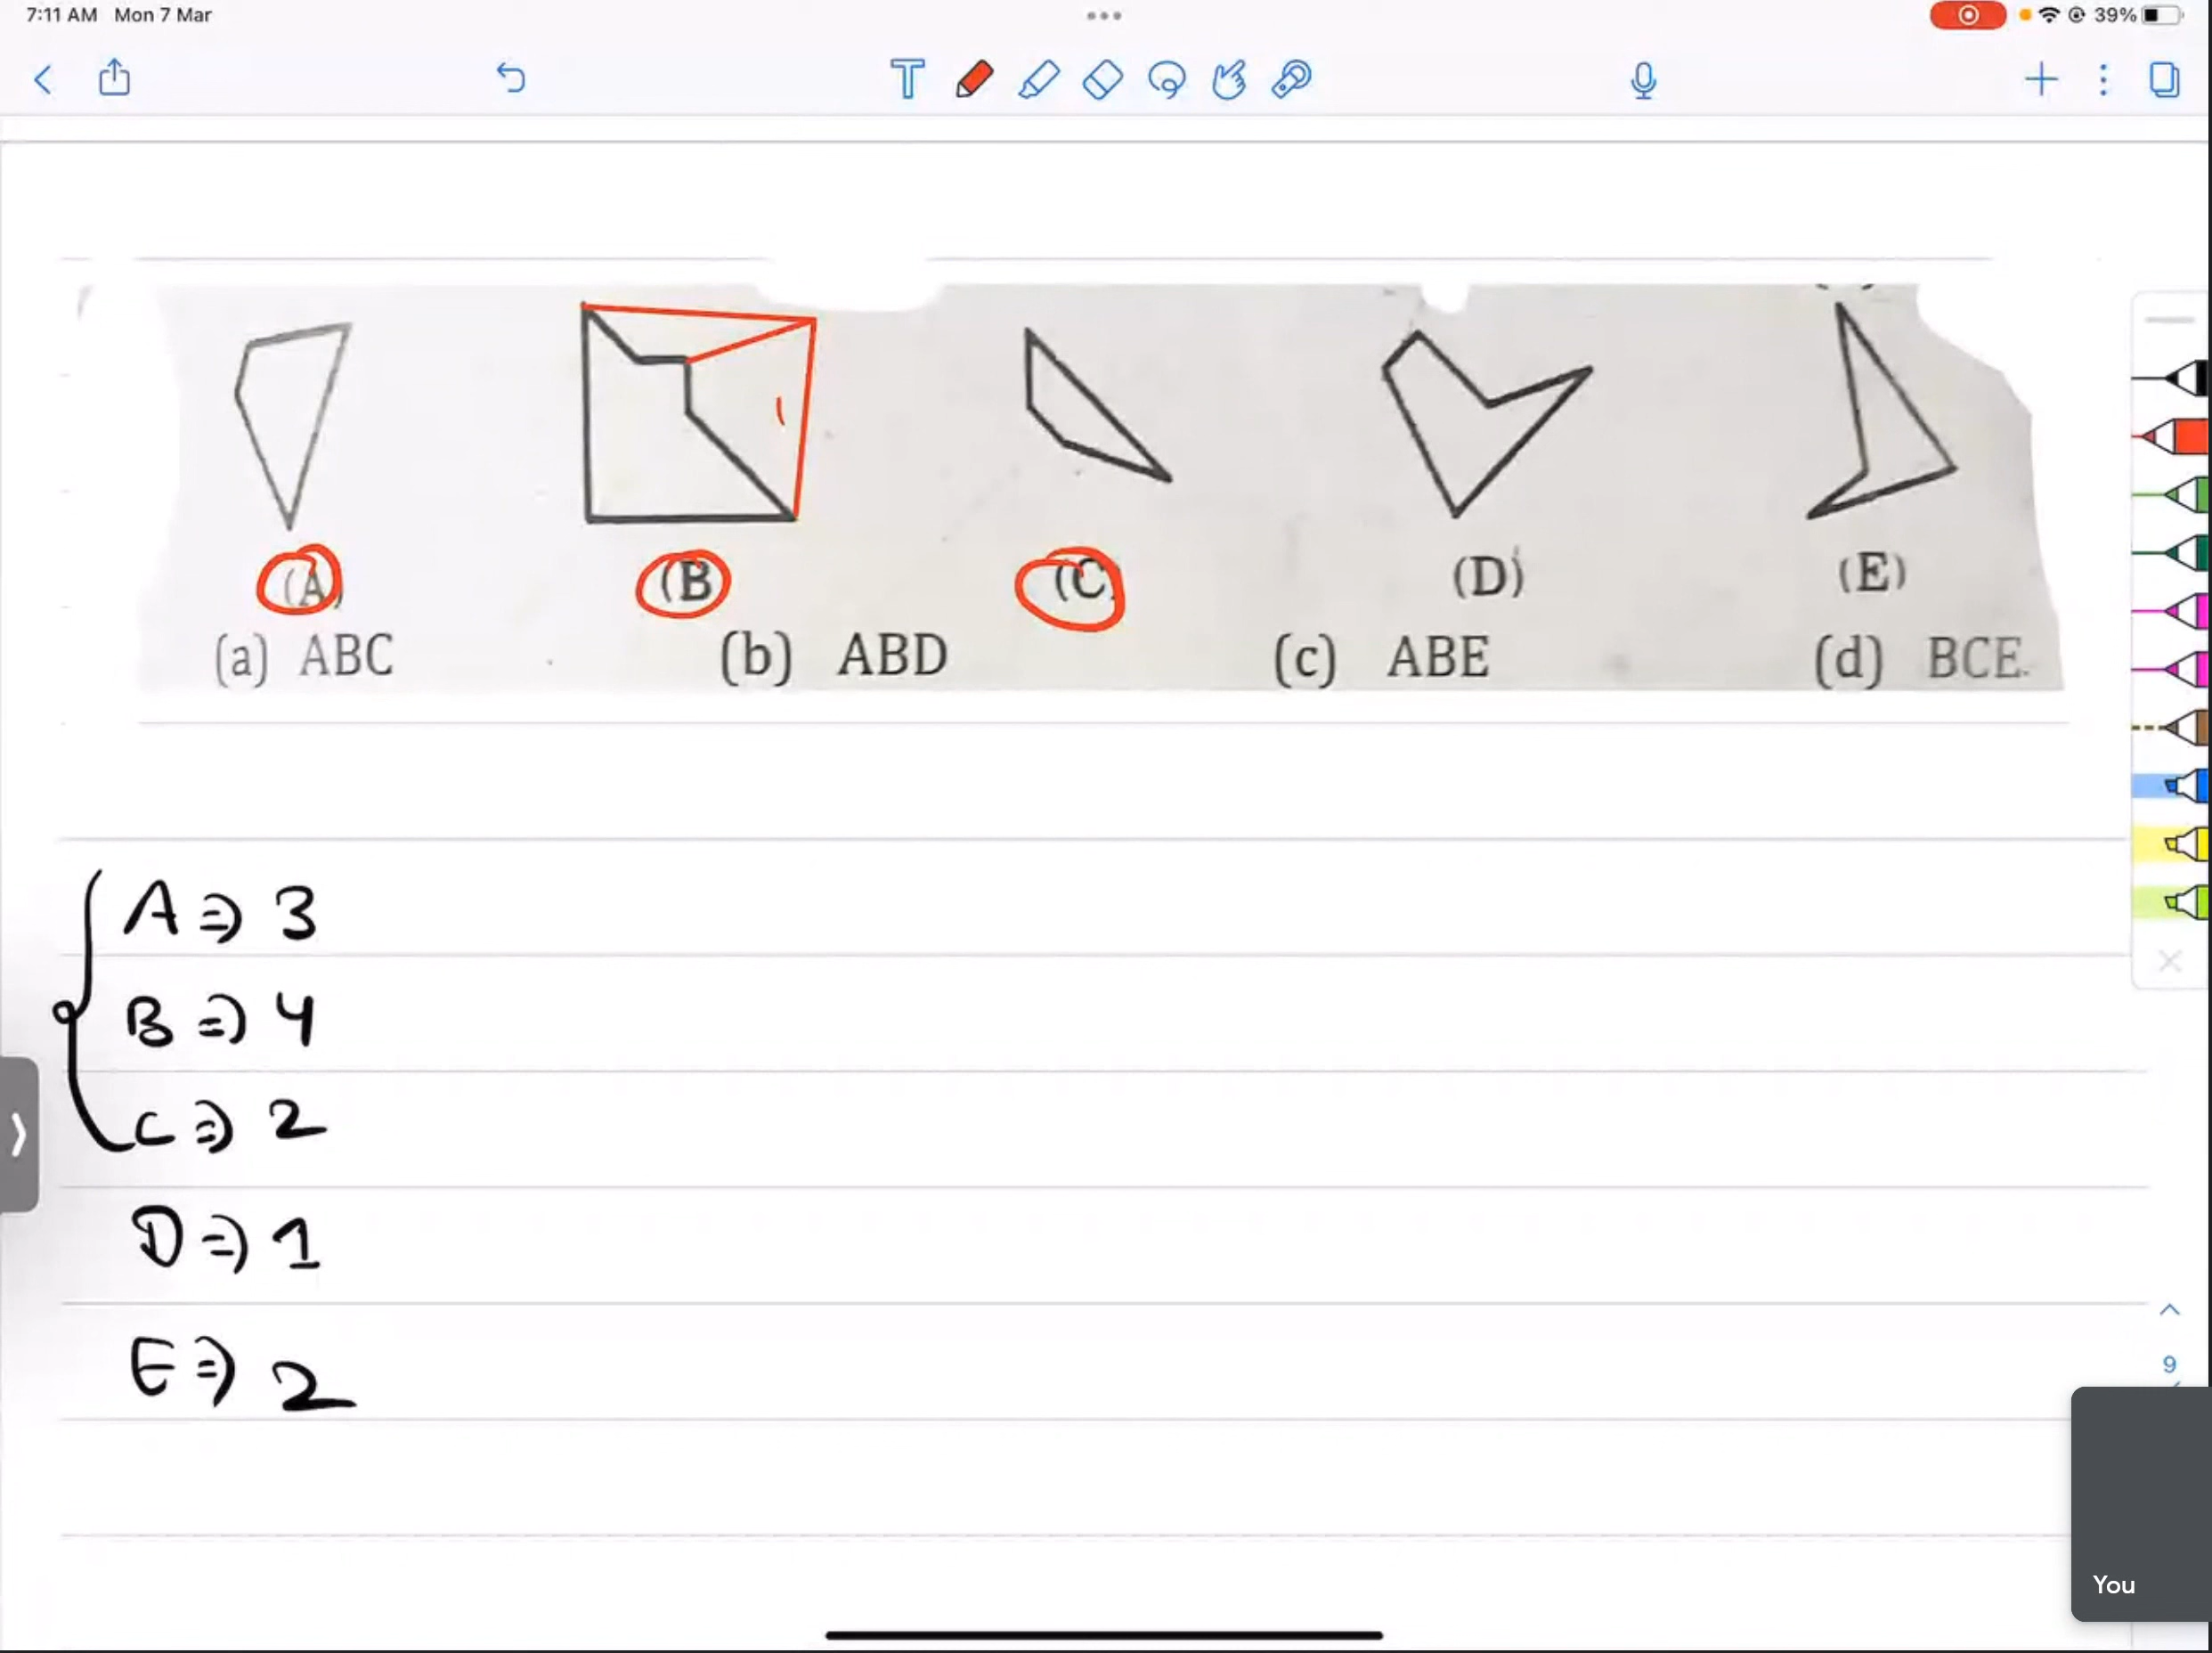 7:11 AM Mon 7 Mar
39%
(A) (B) (C) (D) (E)
(a) ABC (b) ABD (c) ABE (d) BCE.
A ⇒ 3
B ⇒ 4
C ⇒ 2
D ⇒ 1
E ⇒ 2
9
You